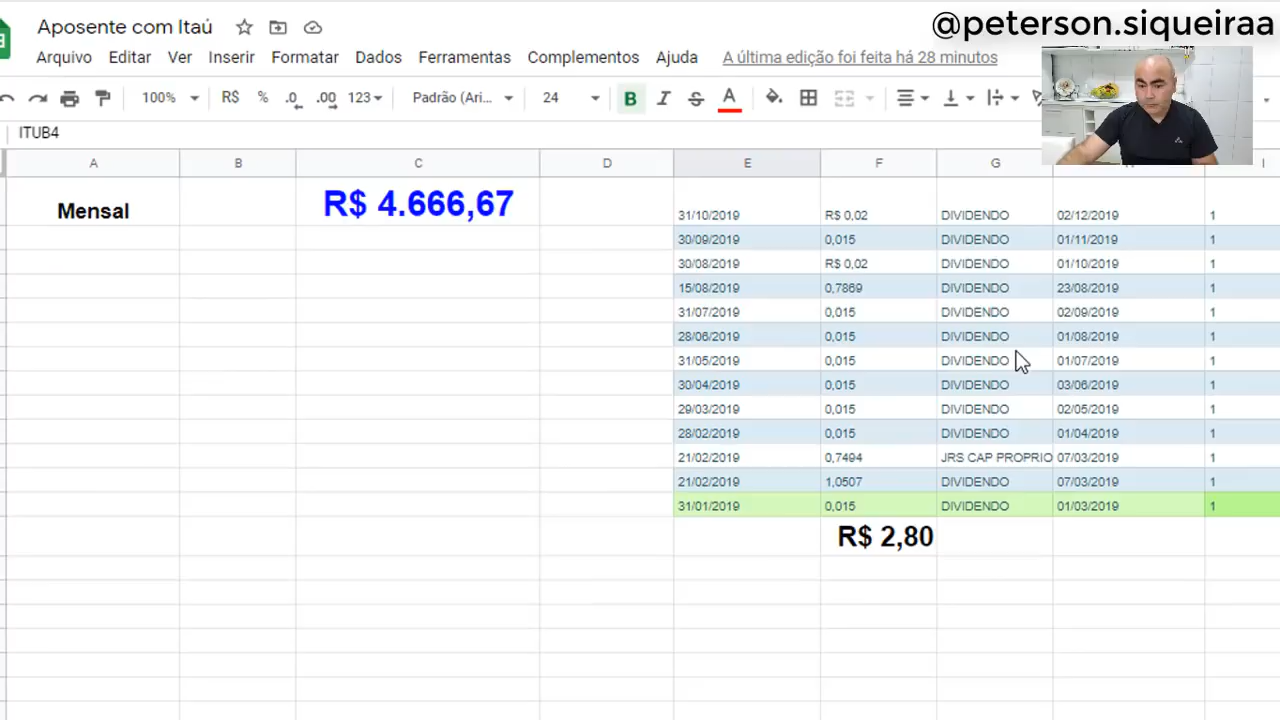 Aposente com Itaú
@peterson.siqueiraa
Arquivo Editar Ver Inserir Formatar Dados Ferramentas Complementos Ajuda A última edição foi feita há 28 minutos
100% R$ % .0 .00 123 Padrão (Ari... 24 B I S A
ITUB4
A B C D E F G I
Mensal R$ 4.666,67
31/10/2019 R$ 0,02 DIVIDENDO 02/12/2019 1
30/09/2019 0,015 DIVIDENDO 01/11/2019 1
30/08/2019 R$ 0,02 DIVIDENDO 01/10/2019 1
15/08/2019 0,7869 DIVIDENDO 23/08/2019 1
31/07/2019 0,015 DIVIDENDO 02/09/2019 1
28/06/2019 0,015 DIVIDENDO 01/08/2019 1
31/05/2019 0,015 DIVIDENDO 01/07/2019 1
30/04/2019 0,015 DIVIDENDO 03/06/2019 1
29/03/2019 0,015 DIVIDENDO 02/05/2019 1
28/02/2019 0,015 DIVIDENDO 01/04/2019 1
21/02/2019 0,7494 JRS CAP PROPRIO 07/03/2019 1
21/02/2019 1,0507 DIVIDENDO 07/03/2019 1
31/01/2019 0,015 DIVIDENDO 01/03/2019 1
R$ 2,80